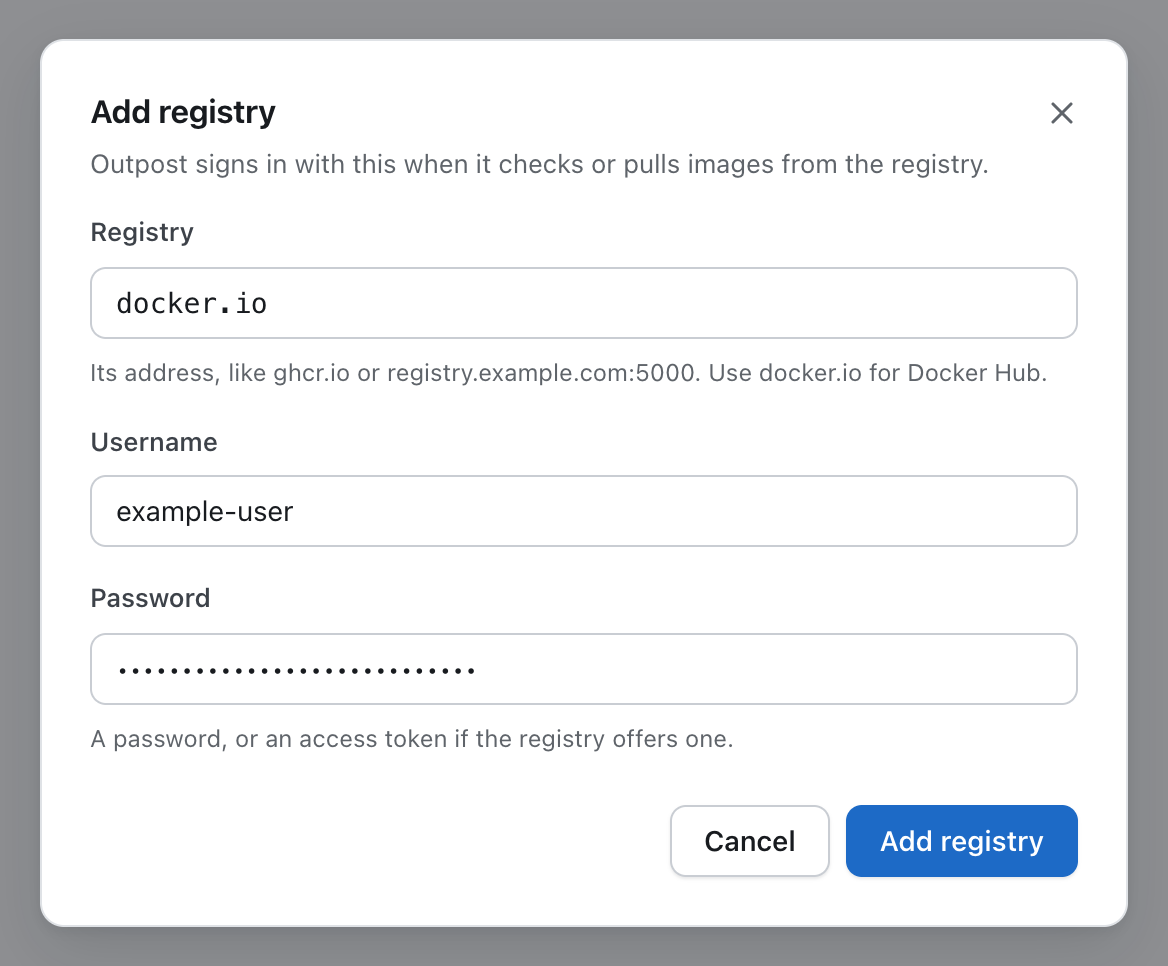 Add registry
Outpost signs in with this when it checks or pulls images from the registry.
Registry
docker.io
Its address, like ghcr.io or registry.example.com:5000. Use docker.io for Docker Hub.
Username
example-user
Password
••••••••••••••••••••••••••••
A password, or an access token if the registry offers one.
Cancel
Add registry